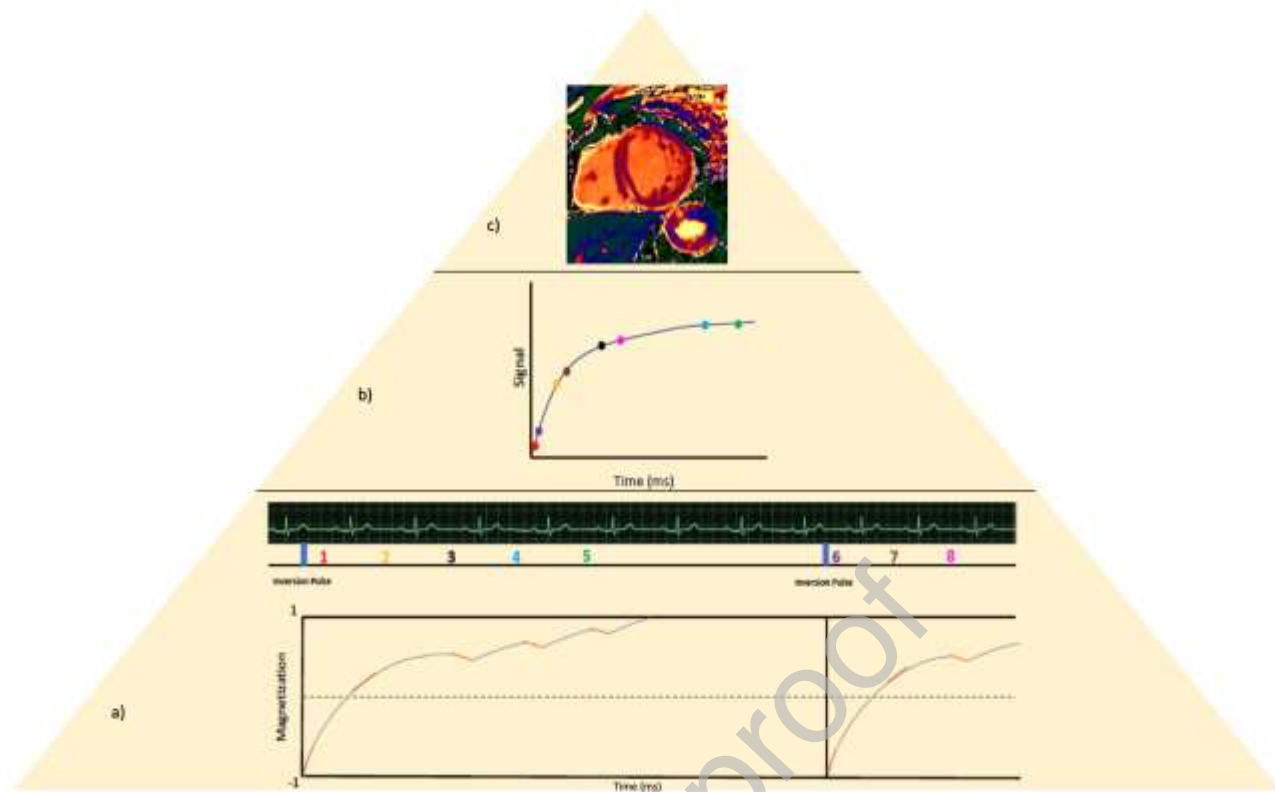 c)
b)
Signal
Time (ms)
1 2 3 4 5 6 7 8
Inversion Pulse Inversion Pulse
a)
Magnetization
1
-1
Time (ms)
proof